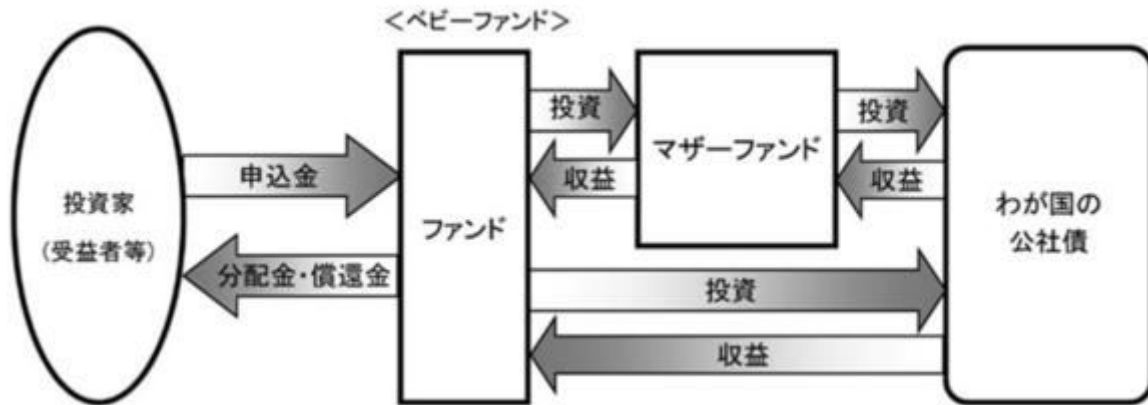 ＜ベビーファンド＞
投資家
(受益者等)
申込金
分配金・償還金
ファンド
投資
収益
マザーファンド
投資
収益
投資
収益
わが国の
公社債